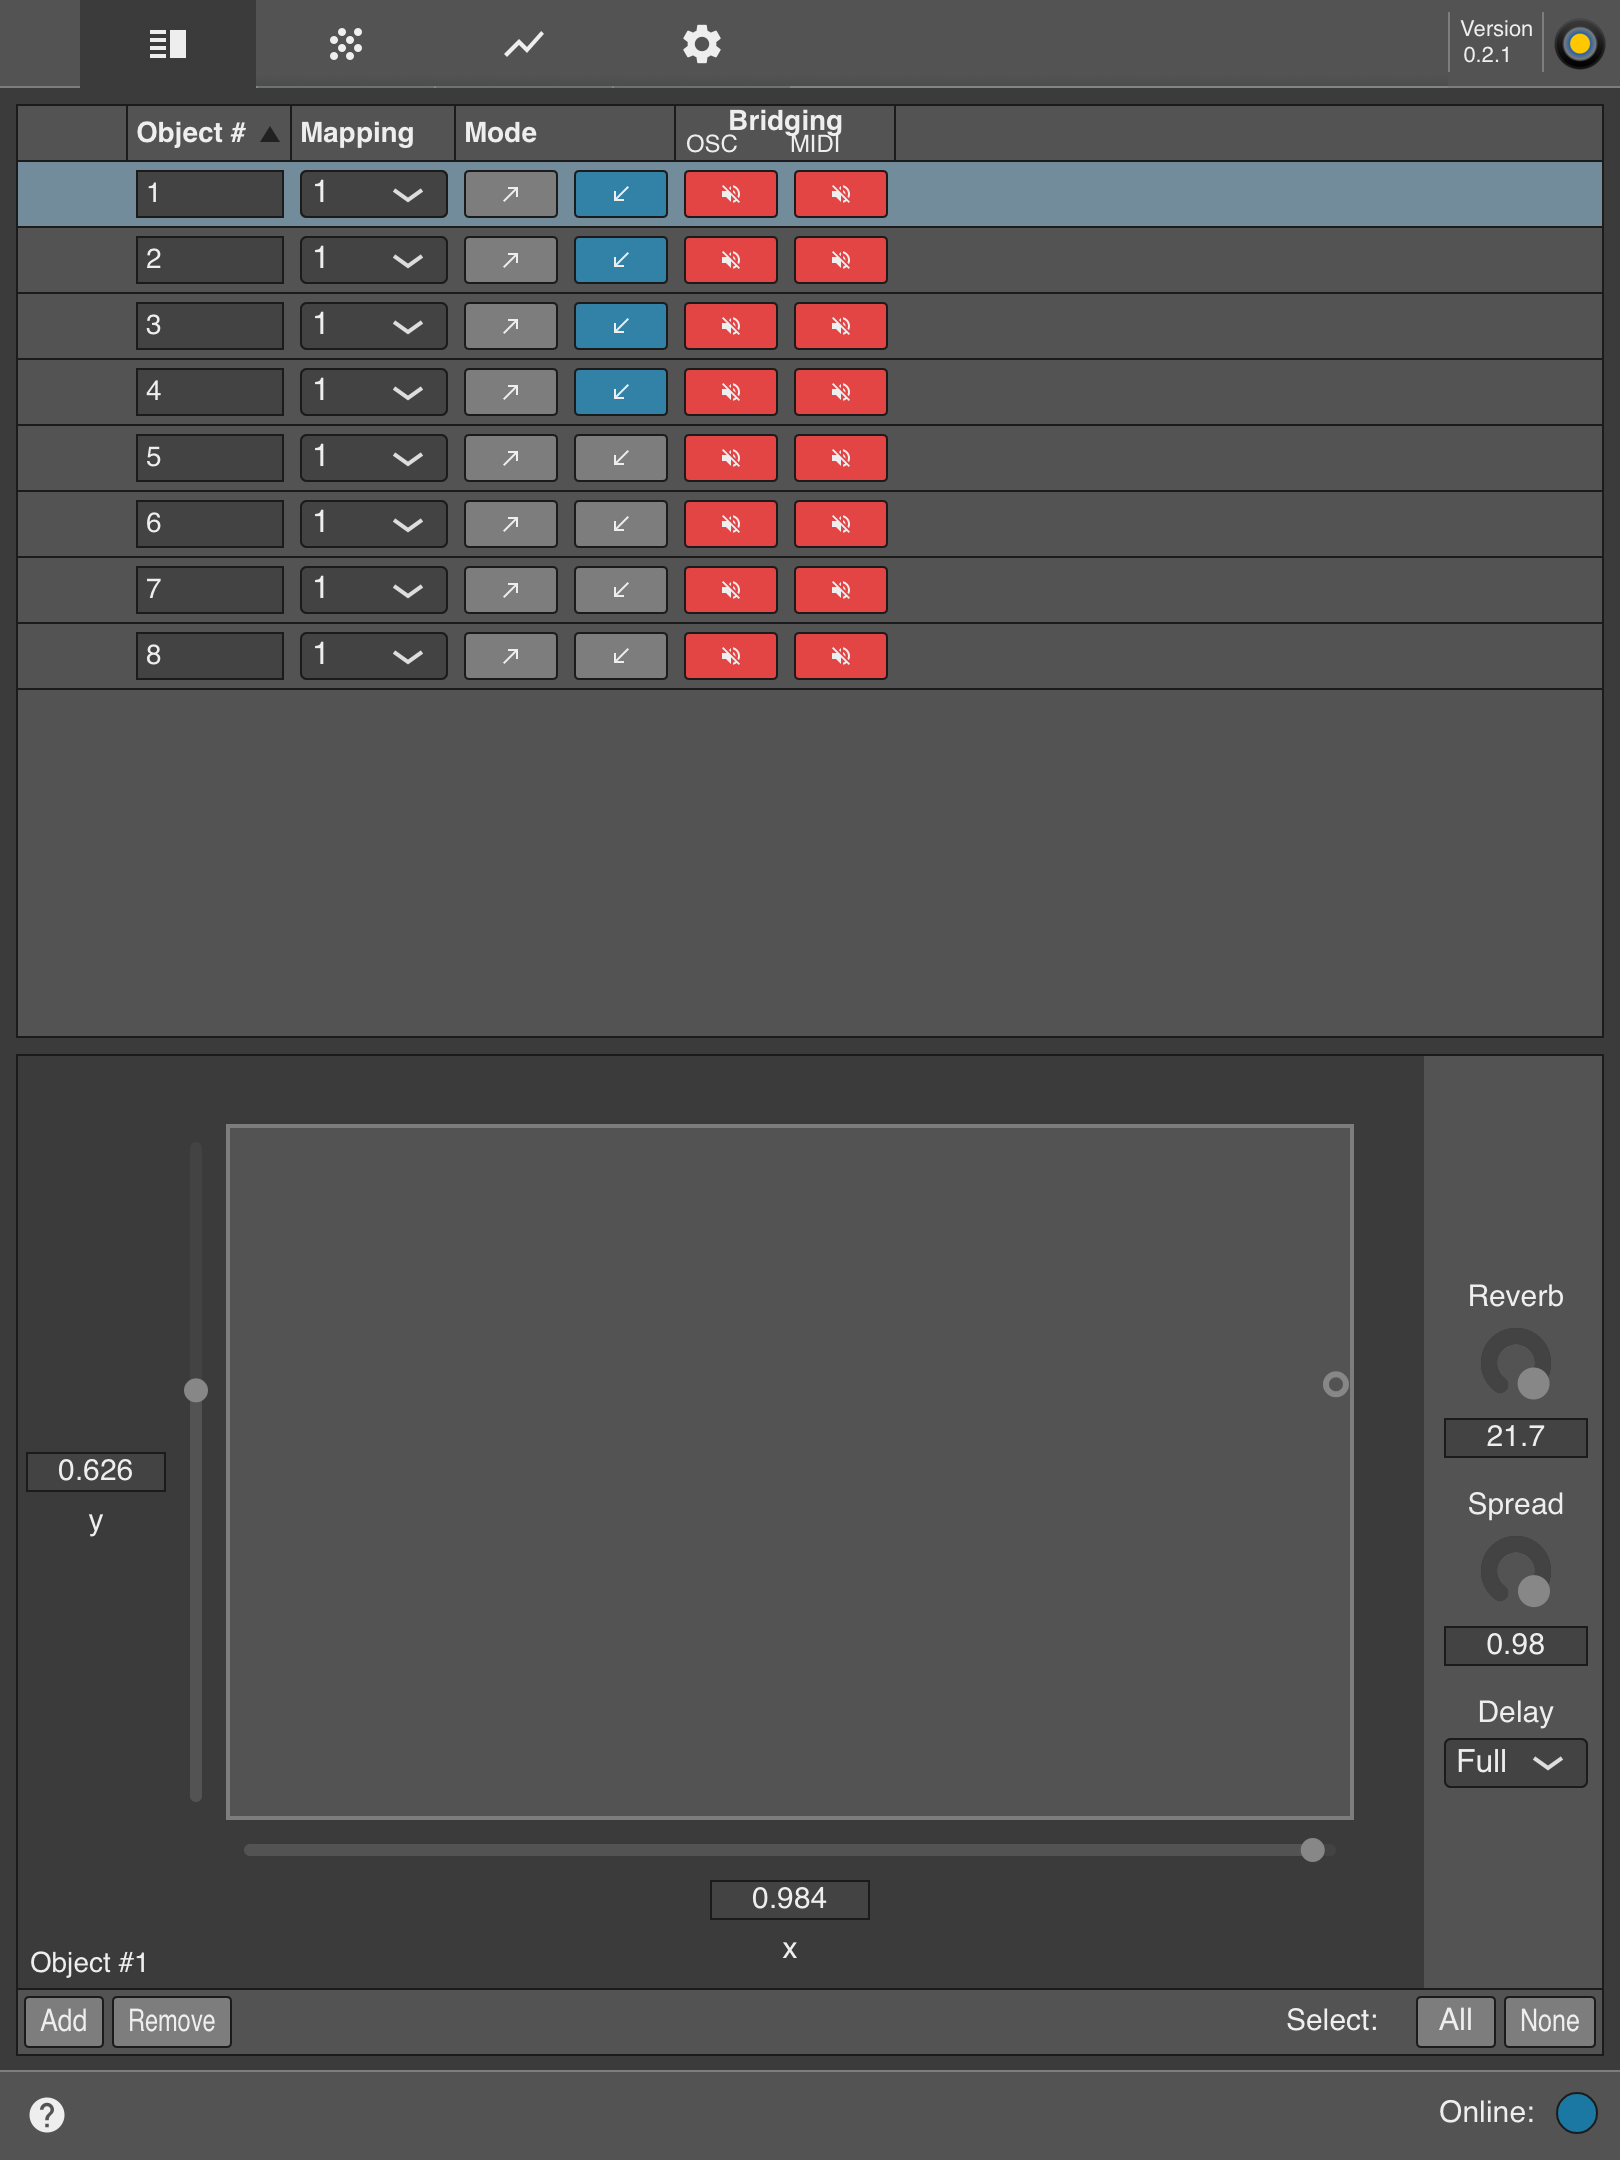 Version
0.2.1
Object # Mapping Mode Bridging
OSC MIDI
1 1
2 1
3 1
4 1
5 1
6 1
7 1
8 1
Reverb
21.7
0.626
y
Spread
0.98
Delay
Full
0.984
x
Object #1
Add Remove Select: All None
? Online: